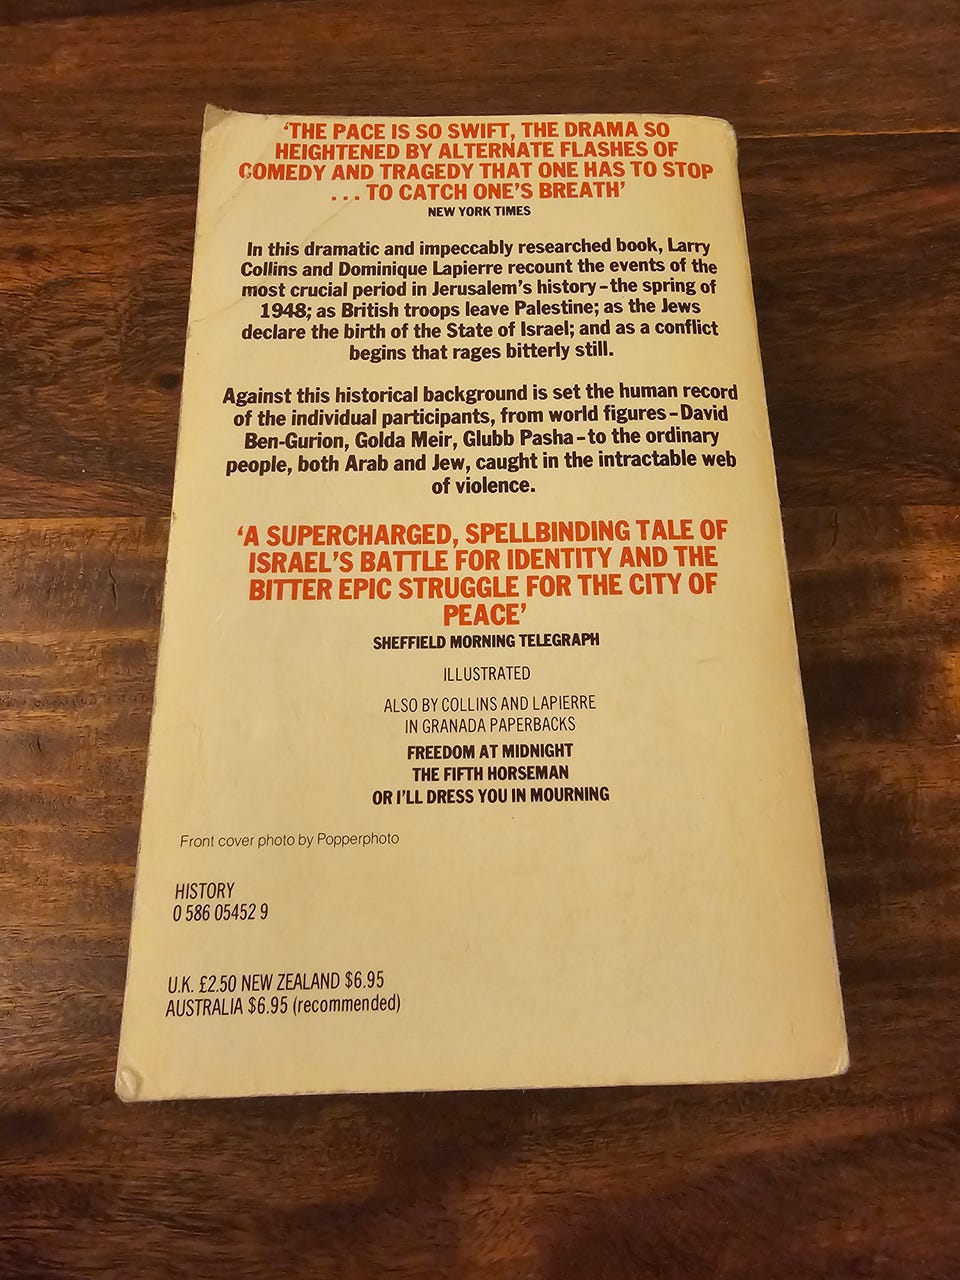 ‘THE PACE IS SO SWIFT, THE DRAMA SO
HEIGHTENED BY ALTERNATE FLASHES OF
COMEDY AND TRAGEDY THAT ONE HAS TO STOP
... TO CATCH ONE’S BREATH’
NEW YORK TIMES
In this dramatic and impeccably researched book, Larry
Collins and Dominique Lapierre recount the events of the
most crucial period in Jerusalem’s history – the spring of
1948; as British troops leave Palestine; as the Jews
declare the birth of the State of Israel; and as a conflict
begins that rages bitterly still.
Against this historical background is set the human record
of the individual participants, from world figures – David
Ben-Gurion, Golda Meir, Glubb Pasha – to the ordinary
people, both Arab and Jew, caught in the intractable web
of violence.
‘A SUPERCHARGED, SPELLBINDING TALE OF
ISRAEL’S BATTLE FOR IDENTITY AND THE
BITTER EPIC STRUGGLE FOR THE CITY OF
PEACE’
SHEFFIELD MORNING TELEGRAPH
ILLUSTRATED
ALSO BY COLLINS AND LAPIERRE
IN GRANADA PAPERBACKS
FREEDOM AT MIDNIGHT
THE FIFTH HORSEMAN
OR I’LL DRESS YOU IN MOURNING
Front cover photo by Popperphoto
HISTORY
0 586 05452 9
U.K. £2.50 NEW ZEALAND $6.95
AUSTRALIA $6.95 (recommended)